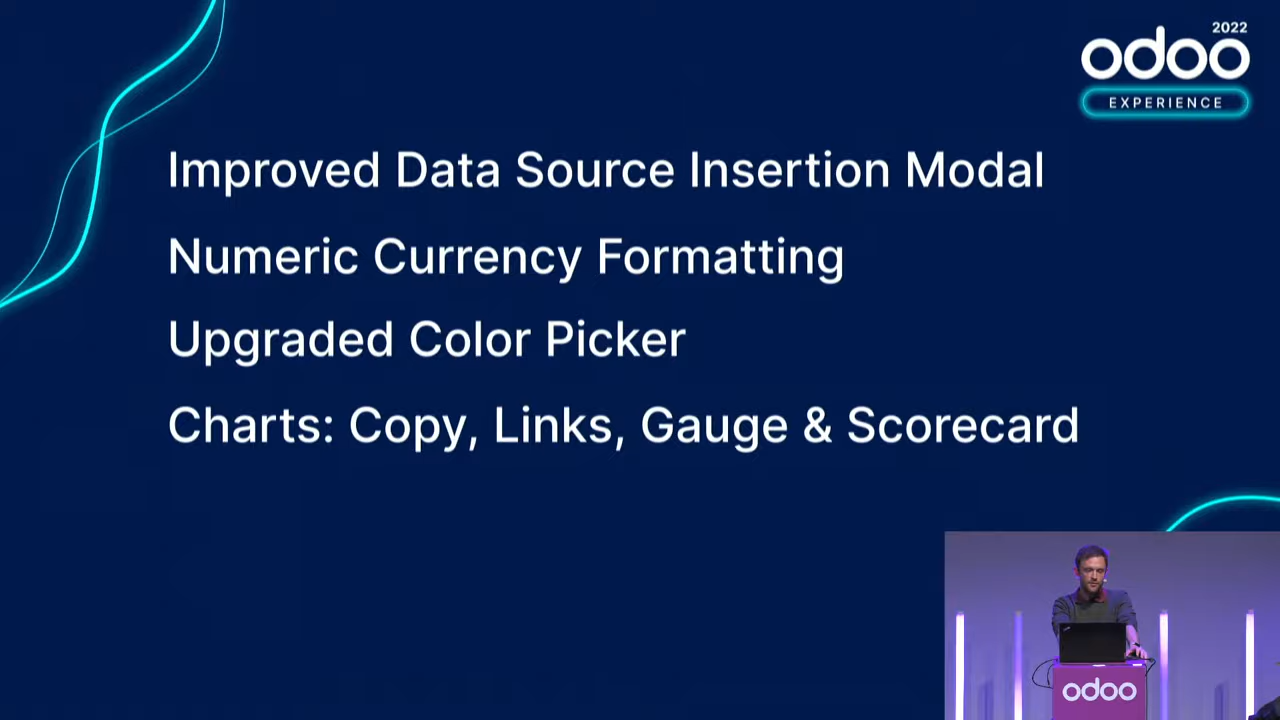 2022
odoo
EXPERIENCE
Improved Data Source Insertion Modal
Numeric Currency Formatting
Upgraded Color Picker
Charts: Copy, Links, Gauge & Scorecard
odoo